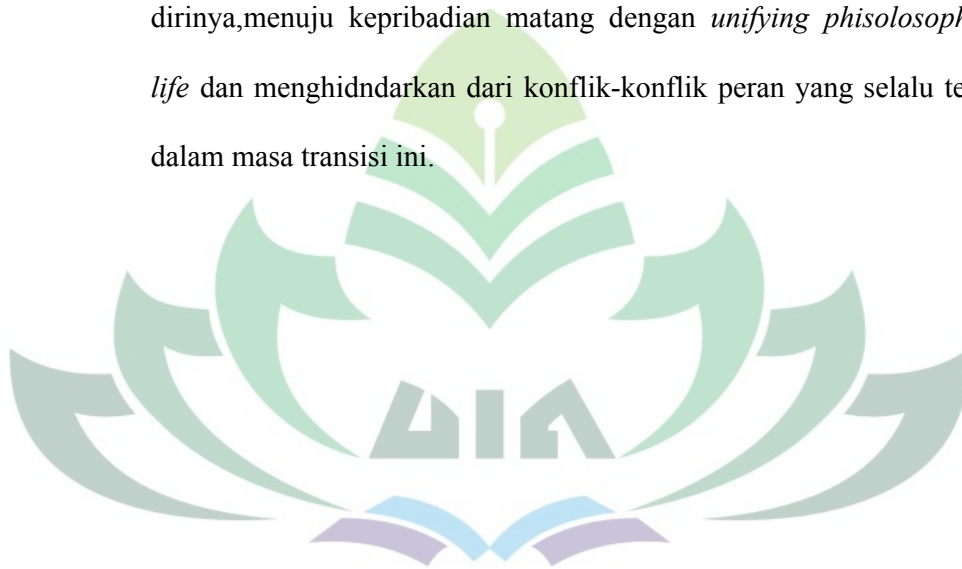 dirinya,menuju kepribadian matang dengan unifying phisolosoph
life dan menghidndarkan dari konflik-konflik peran yang selalu te
dalam masa transisi ini.
UIN